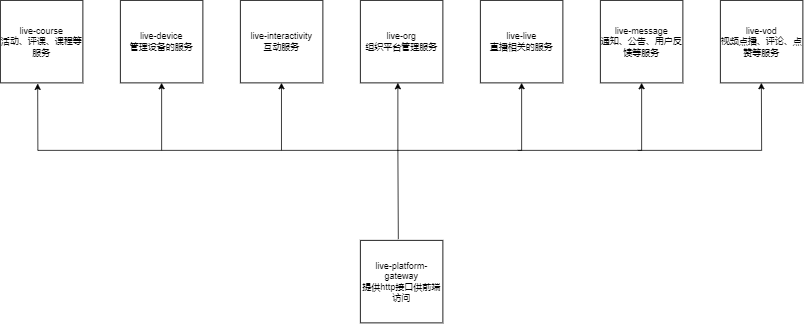 live-course
活动、评课、课程等
服务
live-device
管理设备的服务
live-interactivity
互动服务
live-org
组织平台管理服务
live-live
直播相关的服务
live-message
通知、公告、用户反
馈等服务
live-vod
视频点播、评论、点
赞等服务
live-platform-
gateway
提供http接口供前端
访问